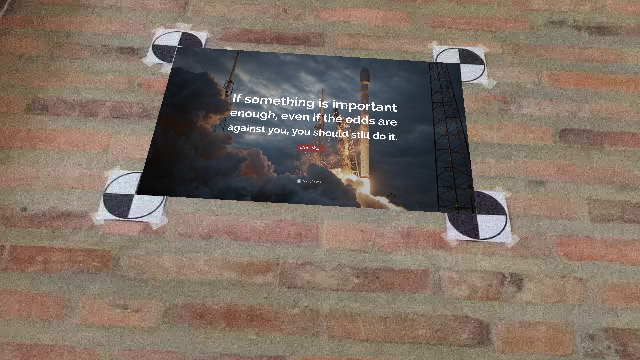 If something is important
enough, even if the odds are
against you, you should still do it.